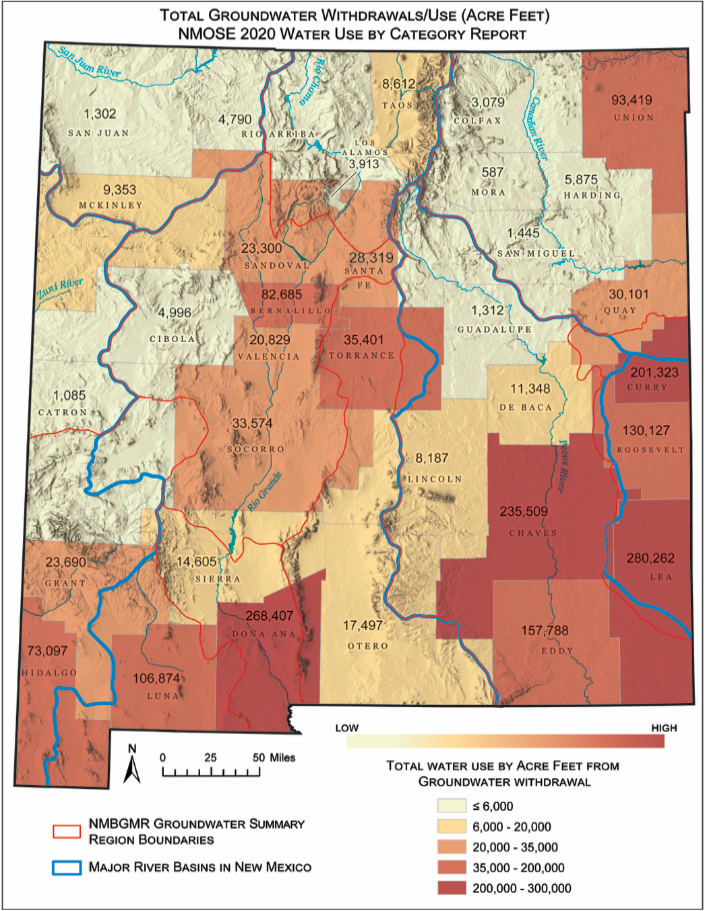 TOTAL GROUNDWATER WITHDRAWALS/USE (ACRE FEET)
NMOSE 2020 WATER USE BY CATEGORY REPORT
San Juan River
Rio Chama
8,612
TAOS
3,079
COLFAX
Canadian River
93,419
UNION
1,302
SAN JUAN
4,790
RIO ARRIBA
LOS
ALAMOS
3,913
587
MORA
5,875
HARDING
9,353
MCKINLEY
1,445
SAN MIGUEL
23,300
SANDOVAL
28,319
SANTA
FE
Zuni River
82,685
BERNALILLO
30,101
QUAY
4,996
CIBOLA
1,312
GUADALUPE
20,829
VALENCIA
35,401
TORRANCE
201,323
CURRY
1,085
CATRON
11,348
DE BACA
33,574
SOCORRO
130,127
ROOSEVELT
8,187
LINCOLN
Pecos River
Rio Grande
235,509
CHAVES
280,262
LEA
23,690
GRANT
14,605
SIERRA
268,407
DOÑA ANA
17,497
OTERO
157,788
EDDY
73,097
HIDALGO
106,874
LUNA
LOW
HIGH
N
0 25 50 Miles
TOTAL WATER USE BY ACRE FEET FROM
GROUNDWATER WITHDRAWAL
≤ 6,000
6,000 - 20,000
20,000 - 35,000
35,000 - 200,000
200,000 - 300,000
NMBGMR GROUNDWATER SUMMARY
REGION BOUNDARIES
MAJOR RIVER BASINS IN NEW MEXICO